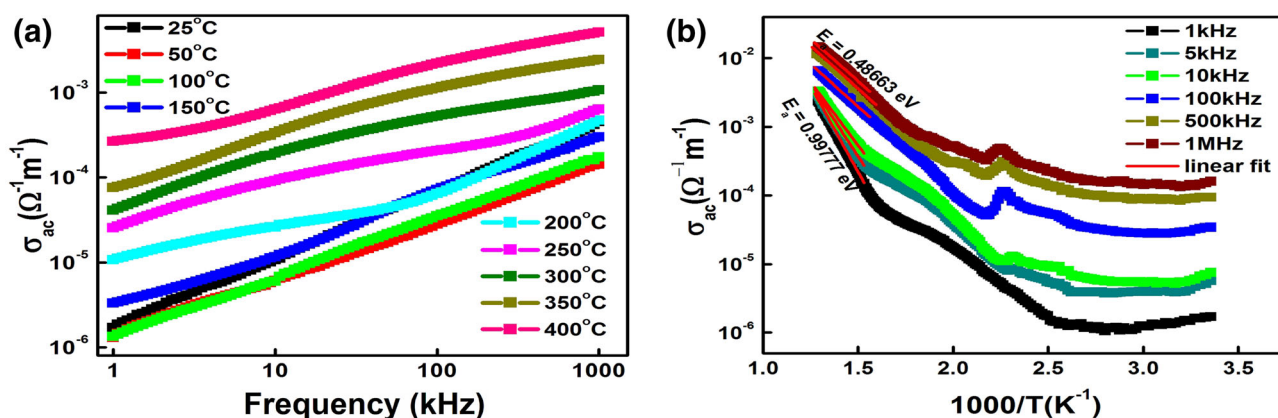 (a)
25°C
50°C
100°C
150°C
200°C
250°C
300°C
350°C
400°C
10⁻³
10⁻⁴
10⁻⁵
10⁻⁶
σac(Ω⁻¹m⁻¹)
1 10 100 1000
Frequency (kHz)
(b)
1kHz
5kHz
10kHz
100kHz
500kHz
1MHz
linear fit
Ea = 0.48663 eV
Ea = 0.99777 eV
10⁻²
10⁻³
10⁻⁴
10⁻⁵
10⁻⁶
σac(Ω⁻¹ m⁻¹)
1.0 1.5 2.0 2.5 3.0 3.5
1000/T(K⁻¹)